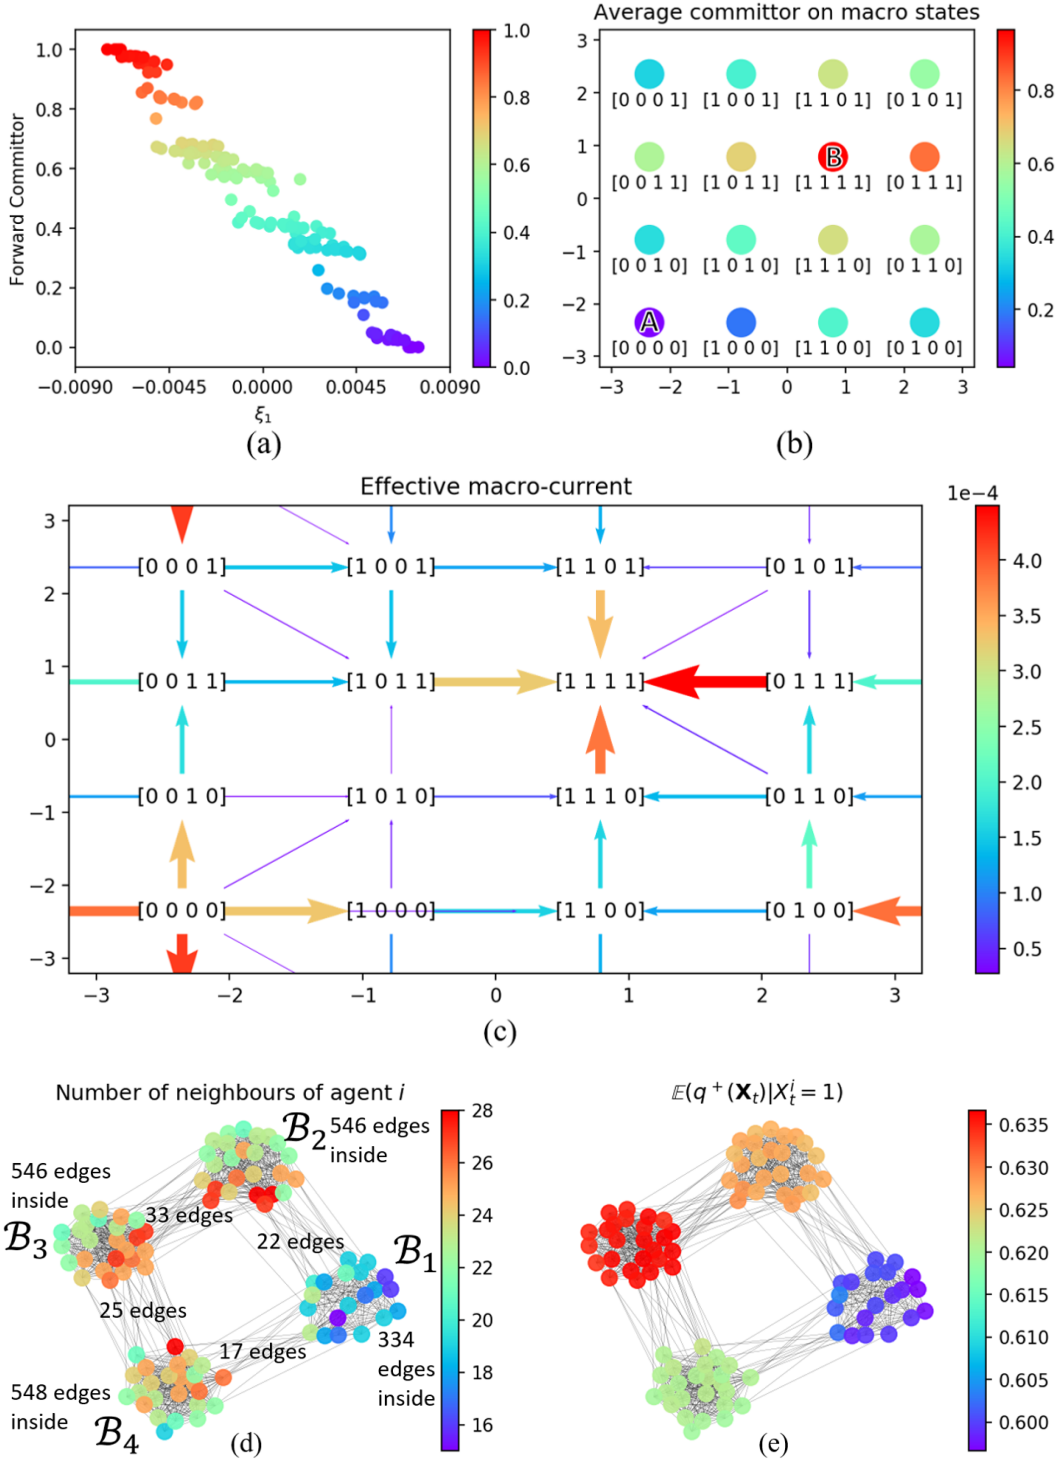 Average committor on macro states
1.0
0.8
0.6
0.4
0.2
0.0
Forward Committor
−0.0090 −0.0045 0.0000 0.0045 0.0090
ξ1
1.0
0.8
0.6
0.4
0.2
0.0
(a)
3
2
1
0
−1
−2
−3
[0 0 0 1] [1 0 0 1] [1 1 0 1] [0 1 0 1]
B
[0 0 1 1] [1 0 1 1] [1 1 1 1] [0 1 1 1]
[0 0 1 0] [1 0 1 0] [1 1 1 0] [0 1 1 0]
A
[0 0 0 0] [1 0 0 0] [1 1 0 0] [0 1 0 0]
−3 −2 −1 0 1 2 3
0.8
0.6
0.4
0.2
(b)
Effective macro-current
1e−4
3
2
1
0
−1
−2
−3
[0 0 0 1] [1 0 0 1] [1 1 0 1] [0 1 0 1]
[0 0 1 1] [1 0 1 1] [1 1 1 1] [0 1 1 1]
[0 0 1 0] [1 0 1 0] [1 1 1 0] [0 1 1 0]
[0 0 0 0] [1 0 0 0] [1 1 0 0] [0 1 0 0]
−3 −2 −1 0 1 2 3
4.0
3.5
3.0
2.5
2.0
1.5
1.0
0.5
(c)
Number of neighbours of agent i
B2 546 edges
inside
546 edges
inside
B3
33 edges
22 edges
B1
25 edges
17 edges
334
edges
inside
548 edges
inside
B4
28
26
24
22
20
18
16
(d)
𝔼(q⁺(𝐗t)|Xtⁱ = 1)
0.635
0.630
0.625
0.620
0.615
0.610
0.605
0.600
(e)